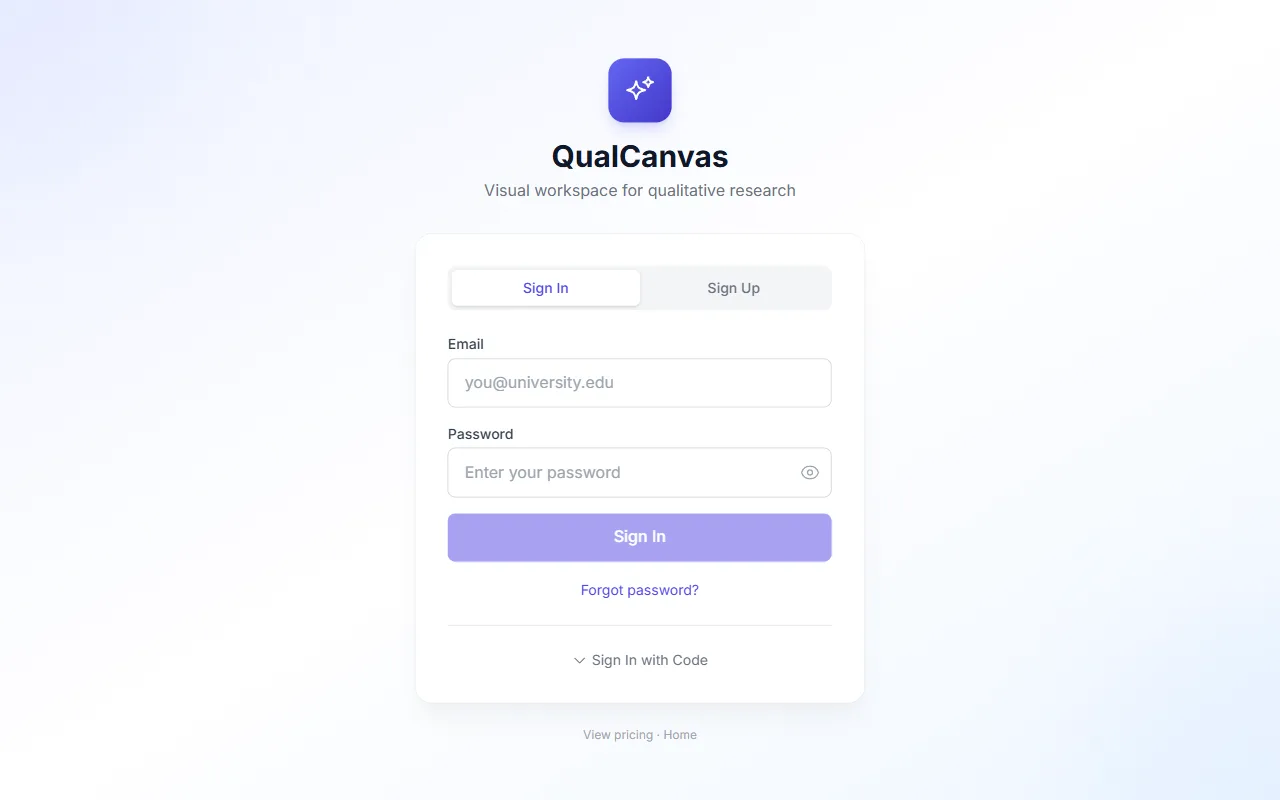 QualCanvas
Visual workspace for qualitative research
Sign In
Sign Up
Email
you@university.edu
Password
Enter your password
Sign In
Forgot password?
Sign In with Code
View pricing · Home